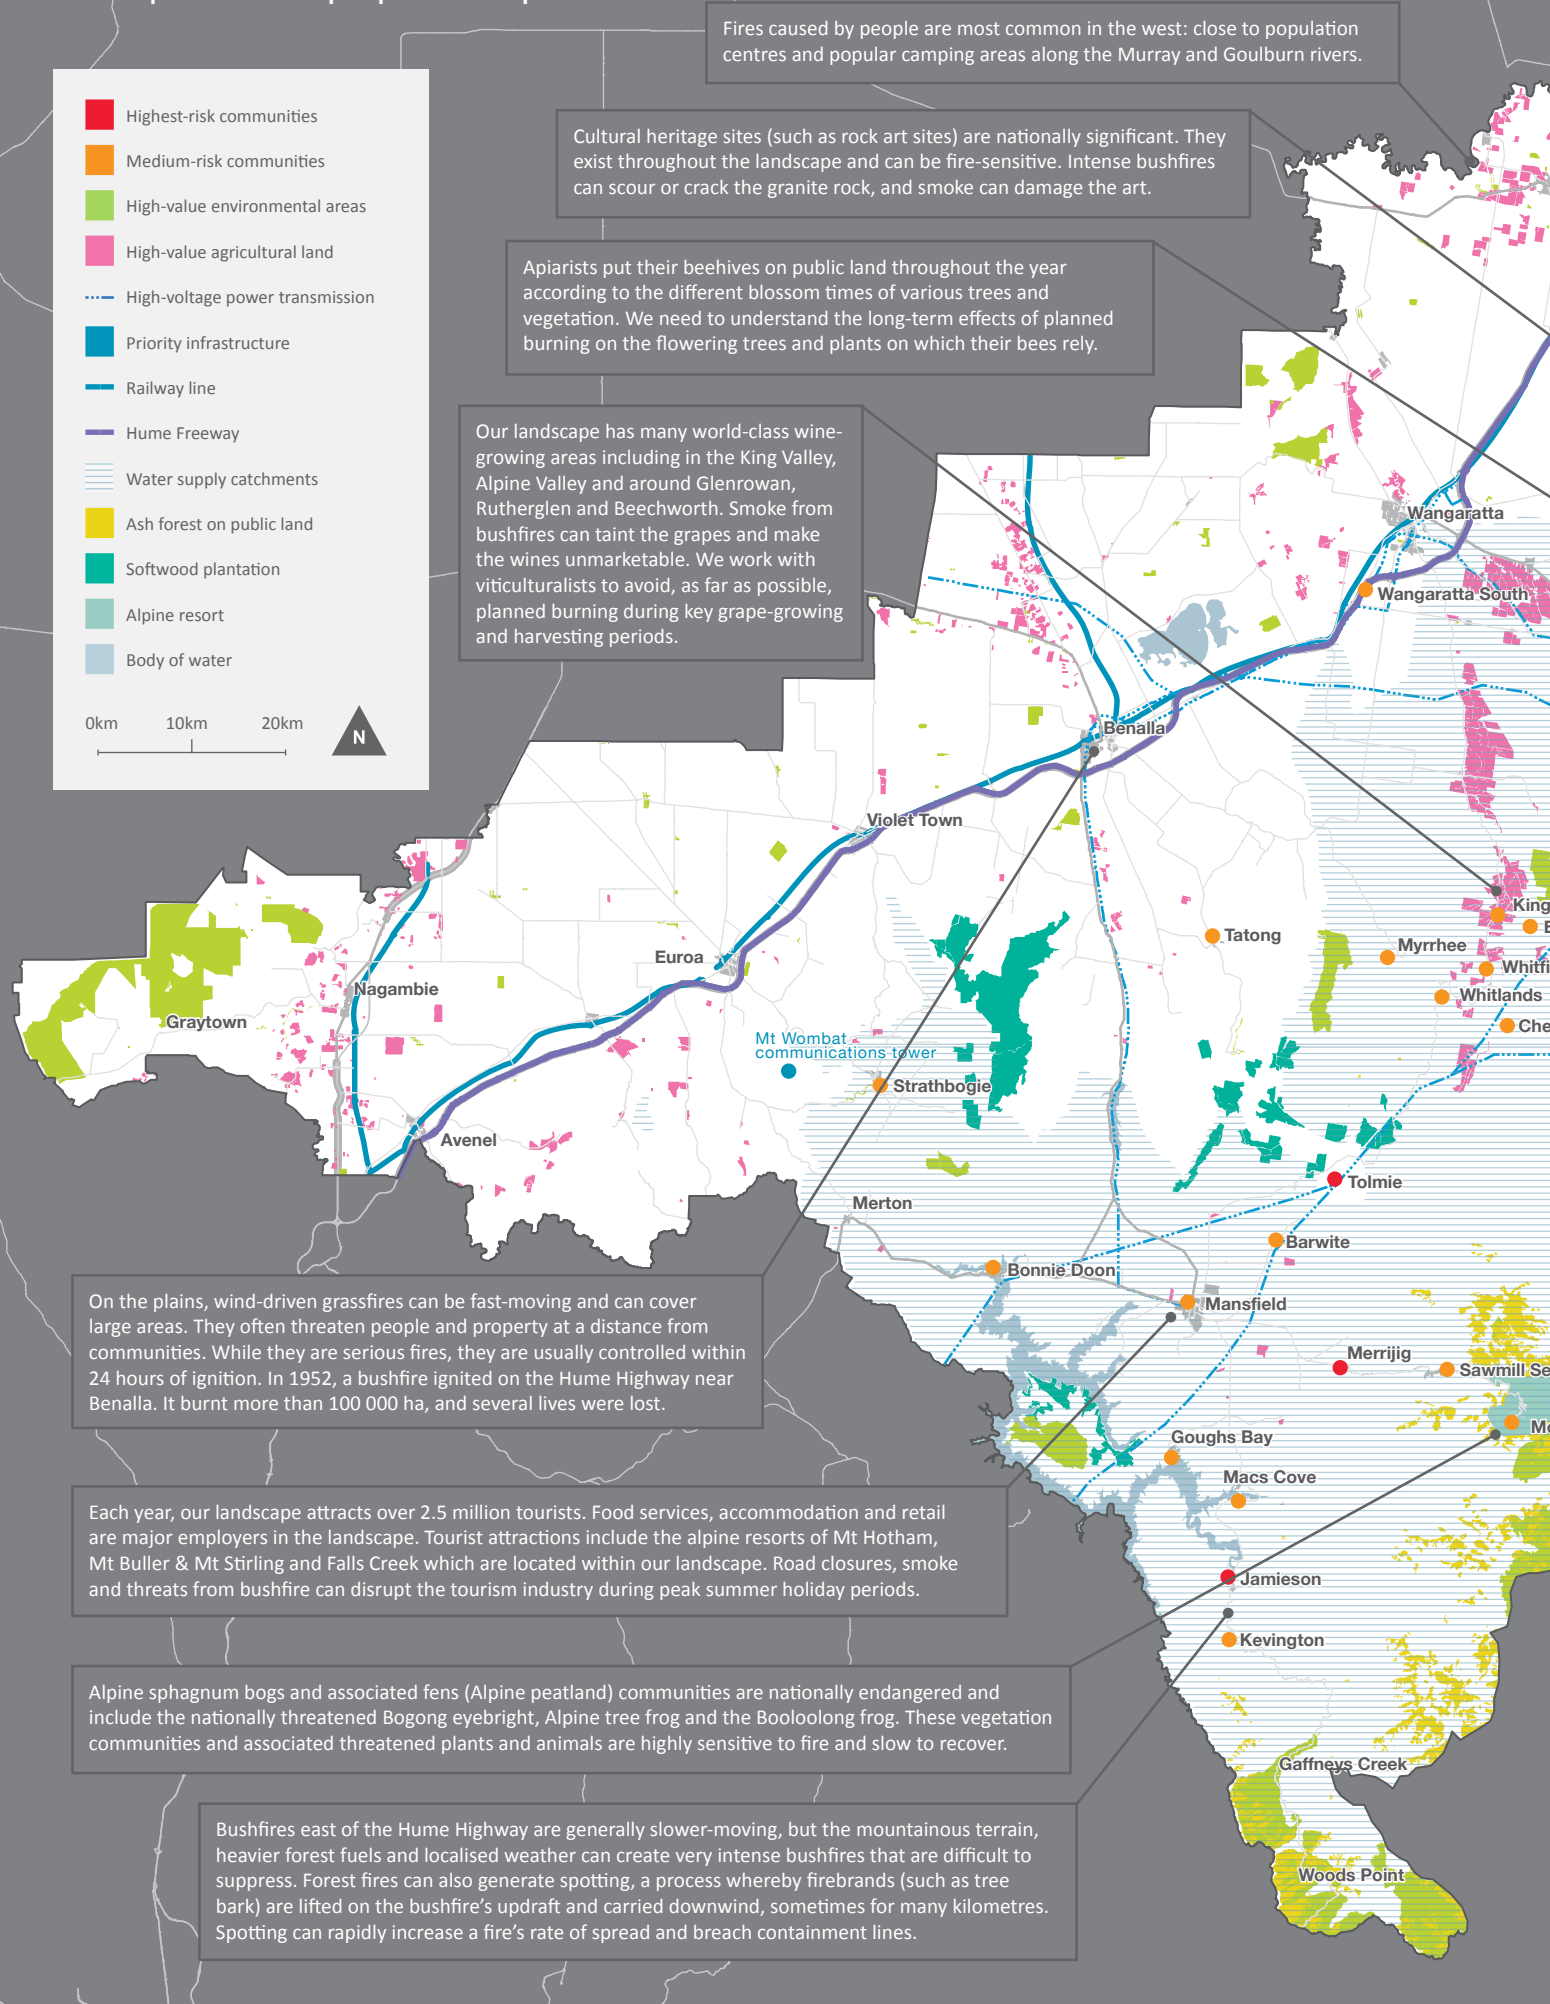 Fires caused by people are most common in the west: close to population
centres and popular camping areas along the Murray and Goulburn rivers.
Highest-risk communities
Medium-risk communities
High-value environmental areas
High-value agricultural land
High-voltage power transmission
Priority infrastructure
Railway line
Hume Freeway
Water supply catchments
Ash forest on public land
Softwood plantation
Alpine resort
Body of water
0km 10km 20km
N
Cultural heritage sites (such as rock art sites) are nationally significant. They
exist throughout the landscape and can be fire-sensitive. Intense bushfires
can scour or crack the granite rock, and smoke can damage the art.
Apiarists put their beehives on public land throughout the year
according to the different blossom times of various trees and
vegetation. We need to understand the long-term effects of planned
burning on the flowering trees and plants on which their bees rely.
Our landscape has many world-class wine-
growing areas including in the King Valley,
Alpine Valley and around Glenrowan,
Rutherglen and Beechworth. Smoke from
bushfires can taint the grapes and make
the wines unmarketable. We work with
viticulturalists to avoid, as far as possible,
planned burning during key grape-growing
and harvesting periods.
Wangaratta
Wangaratta South
Benalla
Violet Town
King
Tatong
Myrrhee
Euroa
Whitfi
Nagambie
Whitlands
Graytown
Che
Mt Wombat
communications tower
Strathbogie
Avenel
Tolmie
Merton
Barwite
Bonnie Doon
Mansfield
Merrijig
Sawmill Se
Goughs Bay
Macs Cove
Jamieson
Kevington
Gaffneys Creek
Woods Point
On the plains, wind-driven grassfires can be fast-moving and can cover
large areas. They often threaten people and property at a distance from
communities. While they are serious fires, they are usually controlled within
24 hours of ignition. In 1952, a bushfire ignited on the Hume Highway near
Benalla. It burnt more than 100 000 ha, and several lives were lost.
Each year, our landscape attracts over 2.5 million tourists. Food services, accommodation and retail
are major employers in the landscape. Tourist attractions include the alpine resorts of Mt Hotham,
Mt Buller & Mt Stirling and Falls Creek which are located within our landscape. Road closures, smoke
and threats from bushfire can disrupt the tourism industry during peak summer holiday periods.
Alpine sphagnum bogs and associated fens (Alpine peatland) communities are nationally endangered and
include the nationally threatened Bogong eyebright, Alpine tree frog and the Booloolong frog. These vegetation
communities and associated threatened plants and animals are highly sensitive to fire and slow to recover.
Bushfires east of the Hume Highway are generally slower-moving, but the mountainous terrain,
heavier forest fuels and localised weather can create very intense bushfires that are difficult to
suppress. Forest fires can also generate spotting, a process whereby firebrands (such as tree
bark) are lifted on the bushfire's updraft and carried downwind, sometimes for many kilometres.
Spotting can rapidly increase a fire's rate of spread and breach containment lines.